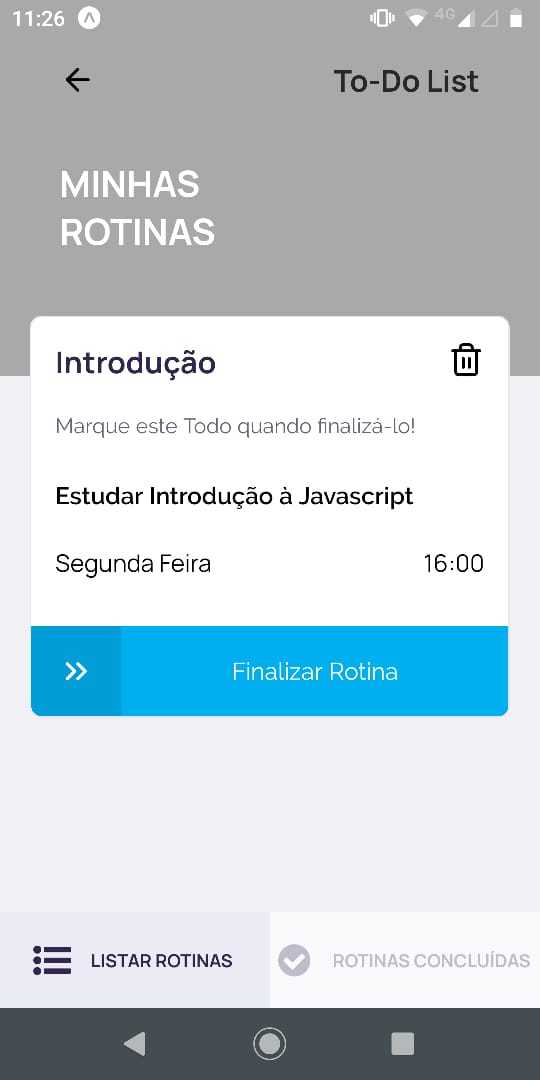 11:26
4G
To-Do List
MINHAS
ROTINAS
Introdução
Marque este Todo quando finalizá-lo!
Estudar Introdução à Javascript
Segunda Feira 16:00
Finalizar Rotina
LISTAR ROTINAS ROTINAS CONCLUÍDAS